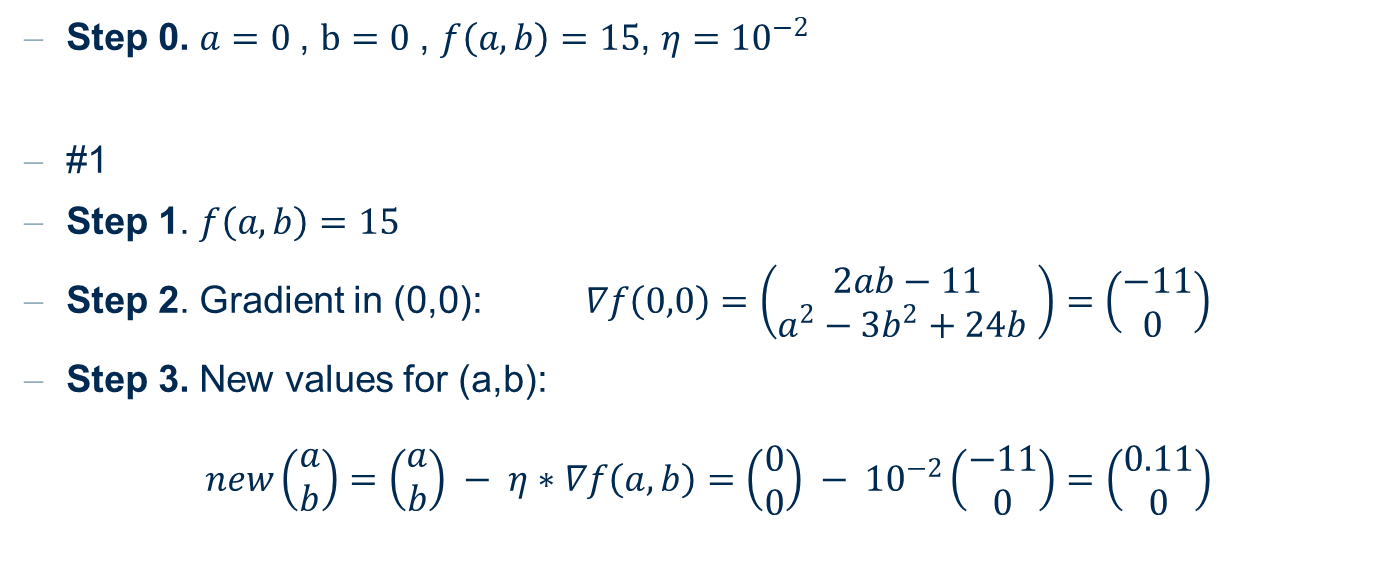 – Step 0. a = 0 , b = 0 , f(a, b) = 15, η = 10⁻²
– #1
– Step 1. f(a, b) = 15
– Step 2. Gradient in (0,0): ∇f(0,0) = (2ab − 11 / a² − 3b² + 24b) = (−11 / 0)
– Step 3. New values for (a,b):
new (a / b) = (a / b) − η * ∇f(a, b) = (0 / 0) − 10⁻² (−11 / 0) = (0.11 / 0)